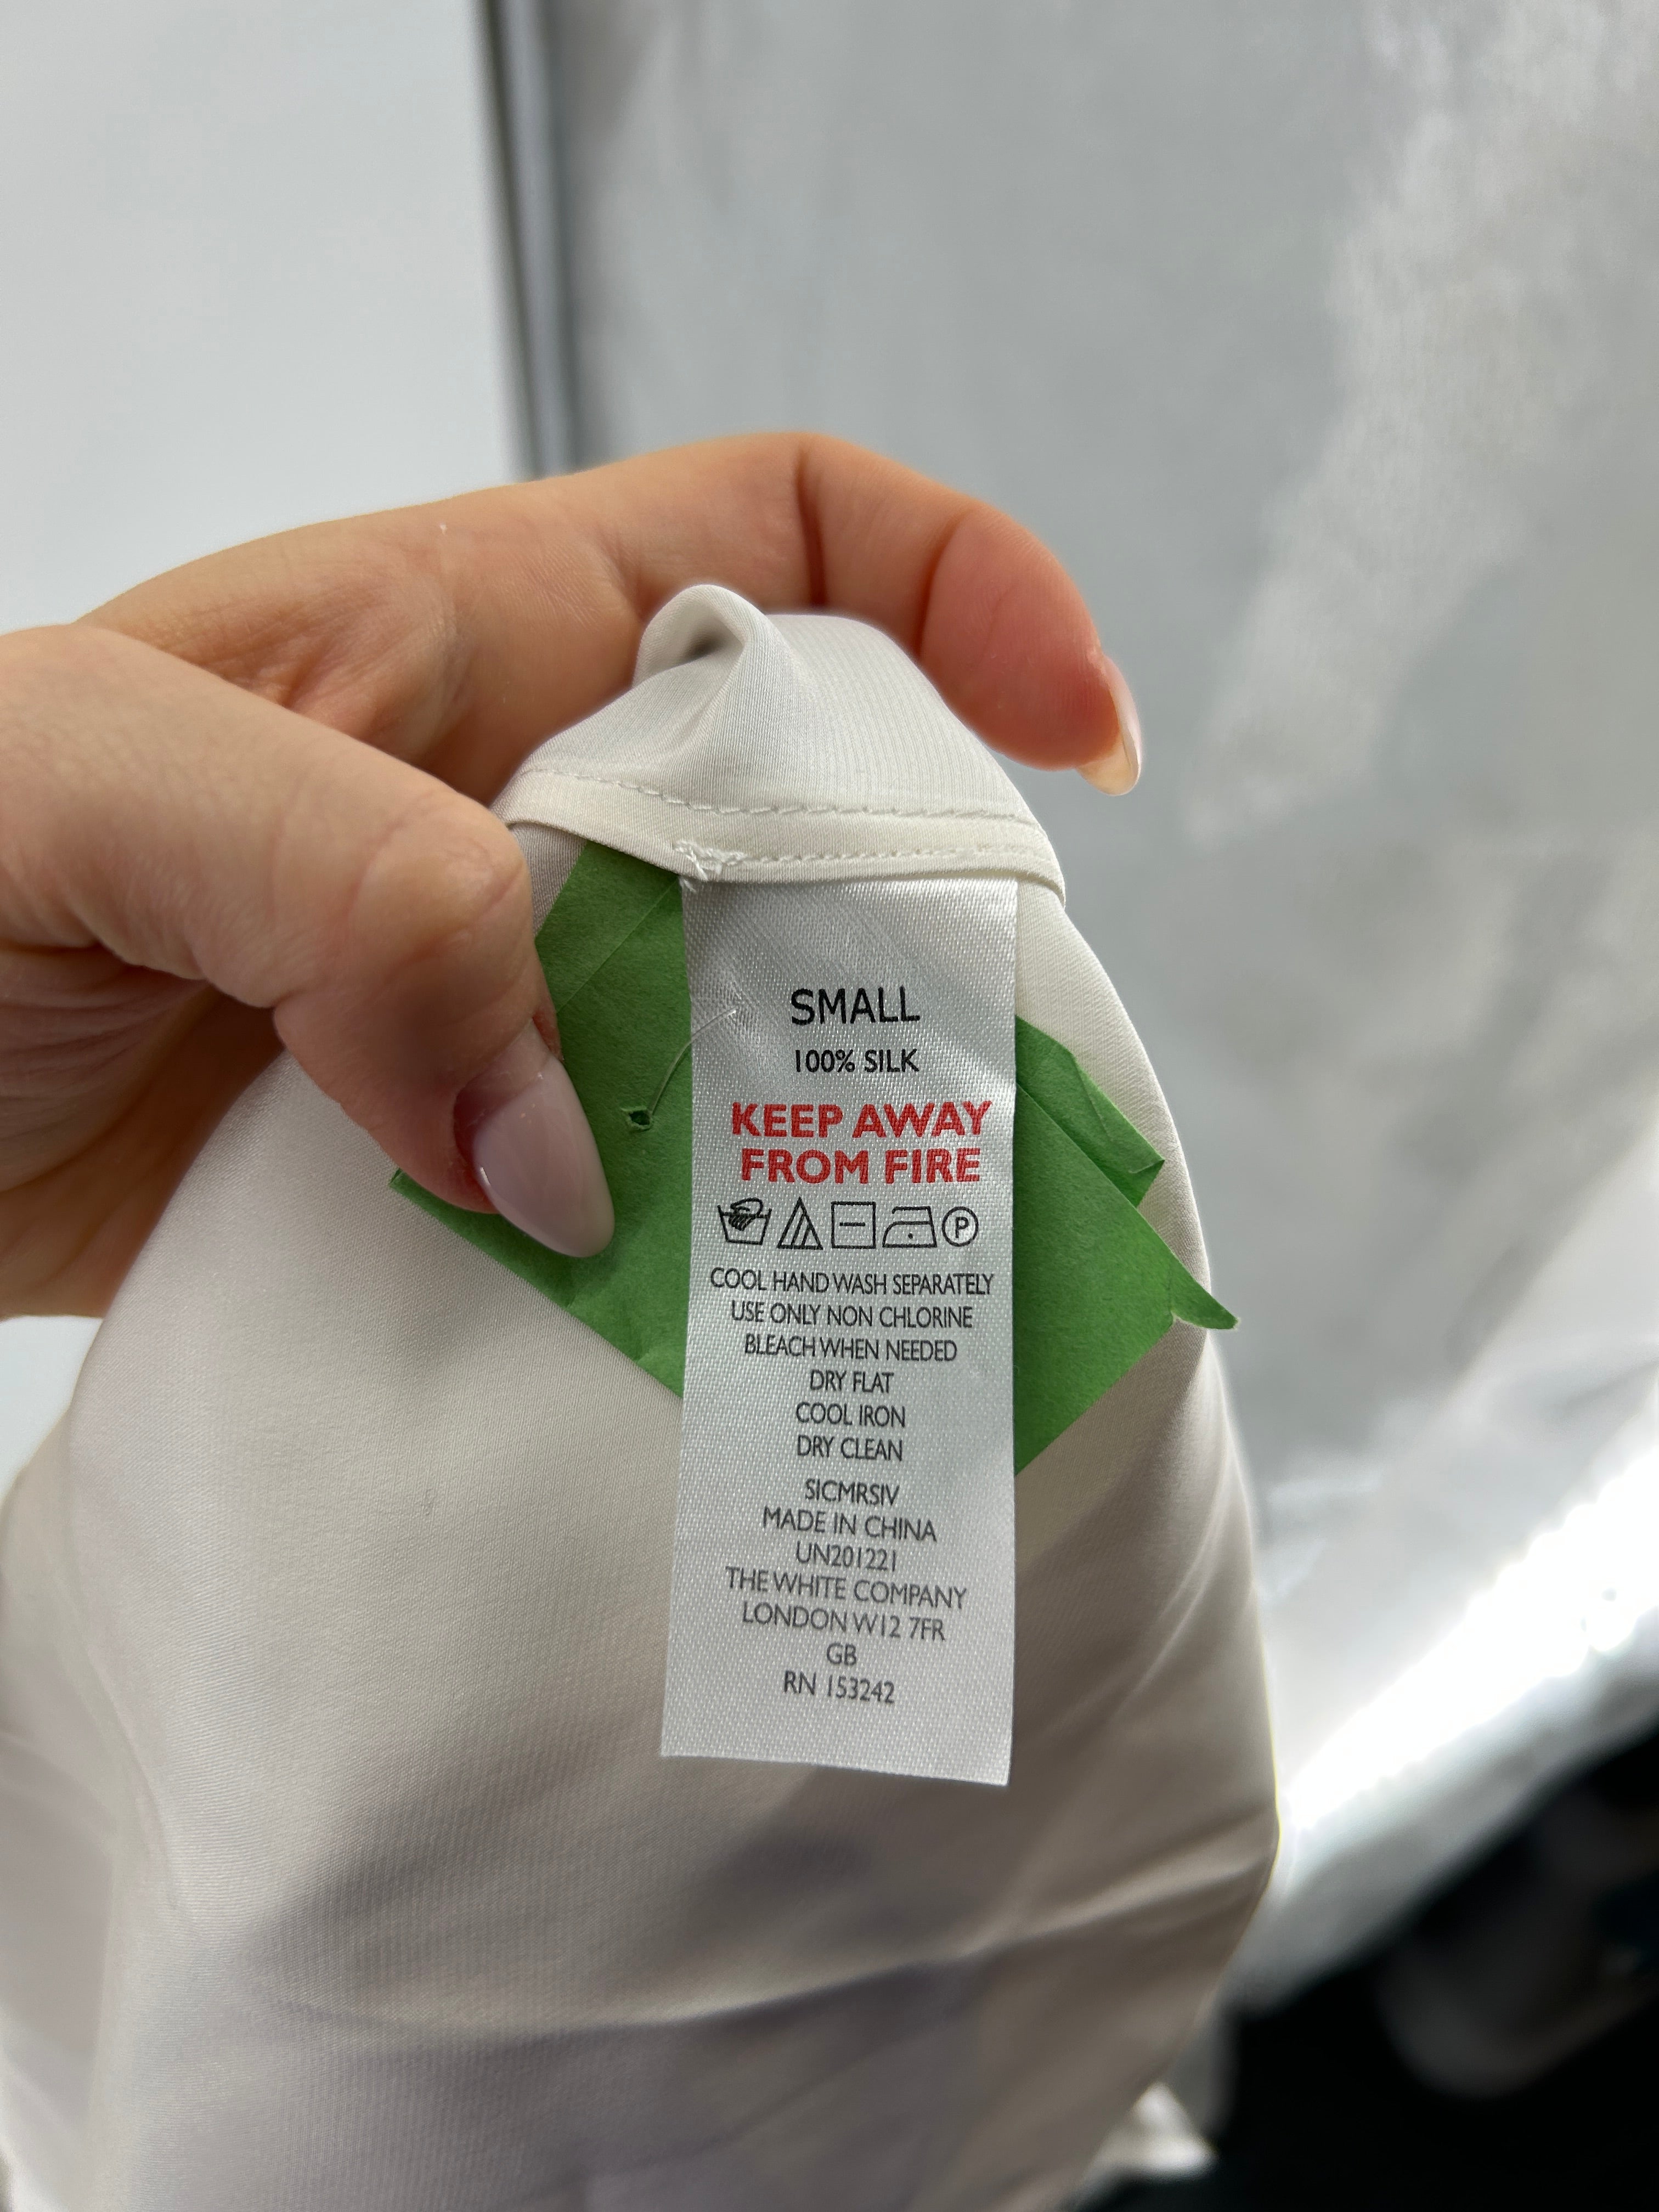 SMALL
100% SILK
KEEP AWAY
FROM FIRE
P
COOL HAND WASH SEPARATELY
USE ONLY NON CHLORINE
BLEACH WHEN NEEDED
DRY FLAT
COOL IRON
DRY CLEAN
SICMRSIV
MADE IN CHINA
UN201221
THE WHITE COMPANY
LONDON W12 7FR
GB
RN 153242